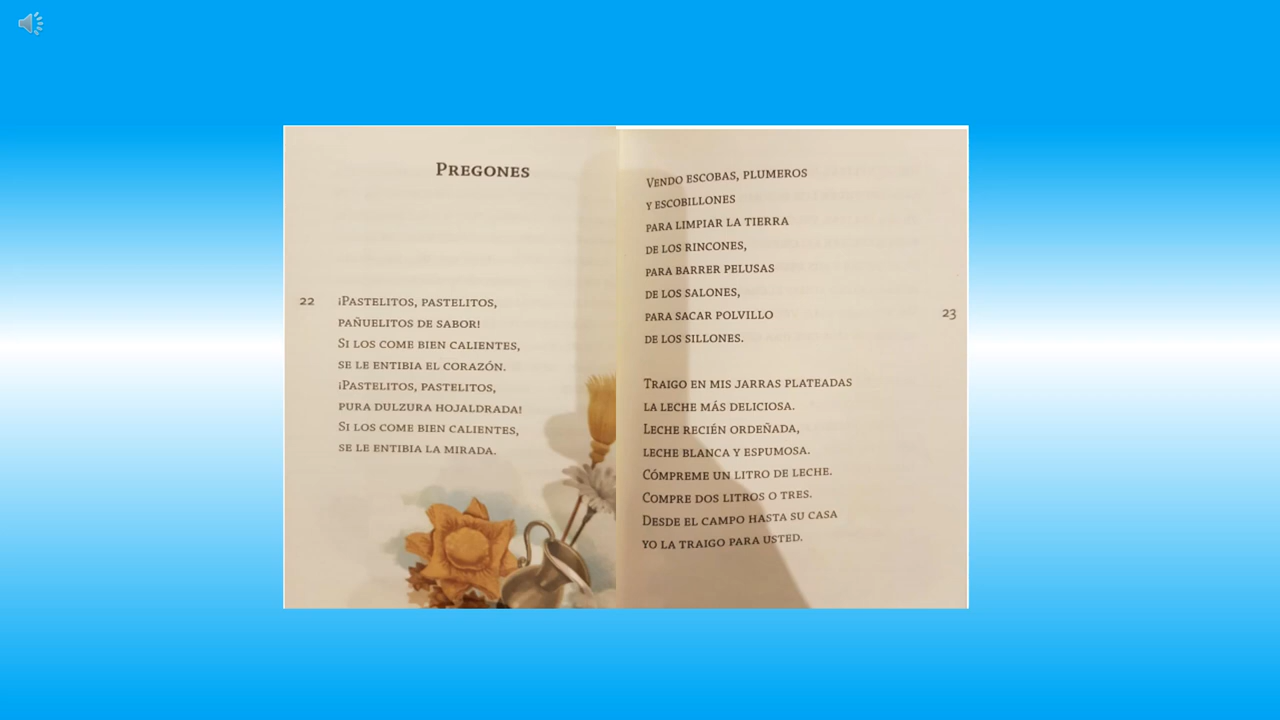 Pregones
22
¡Pastelitos, pastelitos,
pañuelitos de sabor!
Si los come bien calientes,
se le entibia el corazón.
¡Pastelitos, pastelitos,
pura dulzura hojaldrada!
Si los come bien calientes,
se le entibia la mirada.
Vendo escobas, plumeros
y escobillones
para limpiar la tierra
de los rincones,
para barrer pelusas
de los salones,
para sacar polvillo
de los sillones.
23
Traigo en mis jarras plateadas
la leche más deliciosa.
Leche recién ordeñada,
leche blanca y espumosa.
Cómpreme un litro de leche.
Compre dos litros o tres.
Desde el campo hasta su casa
yo la traigo para usted.